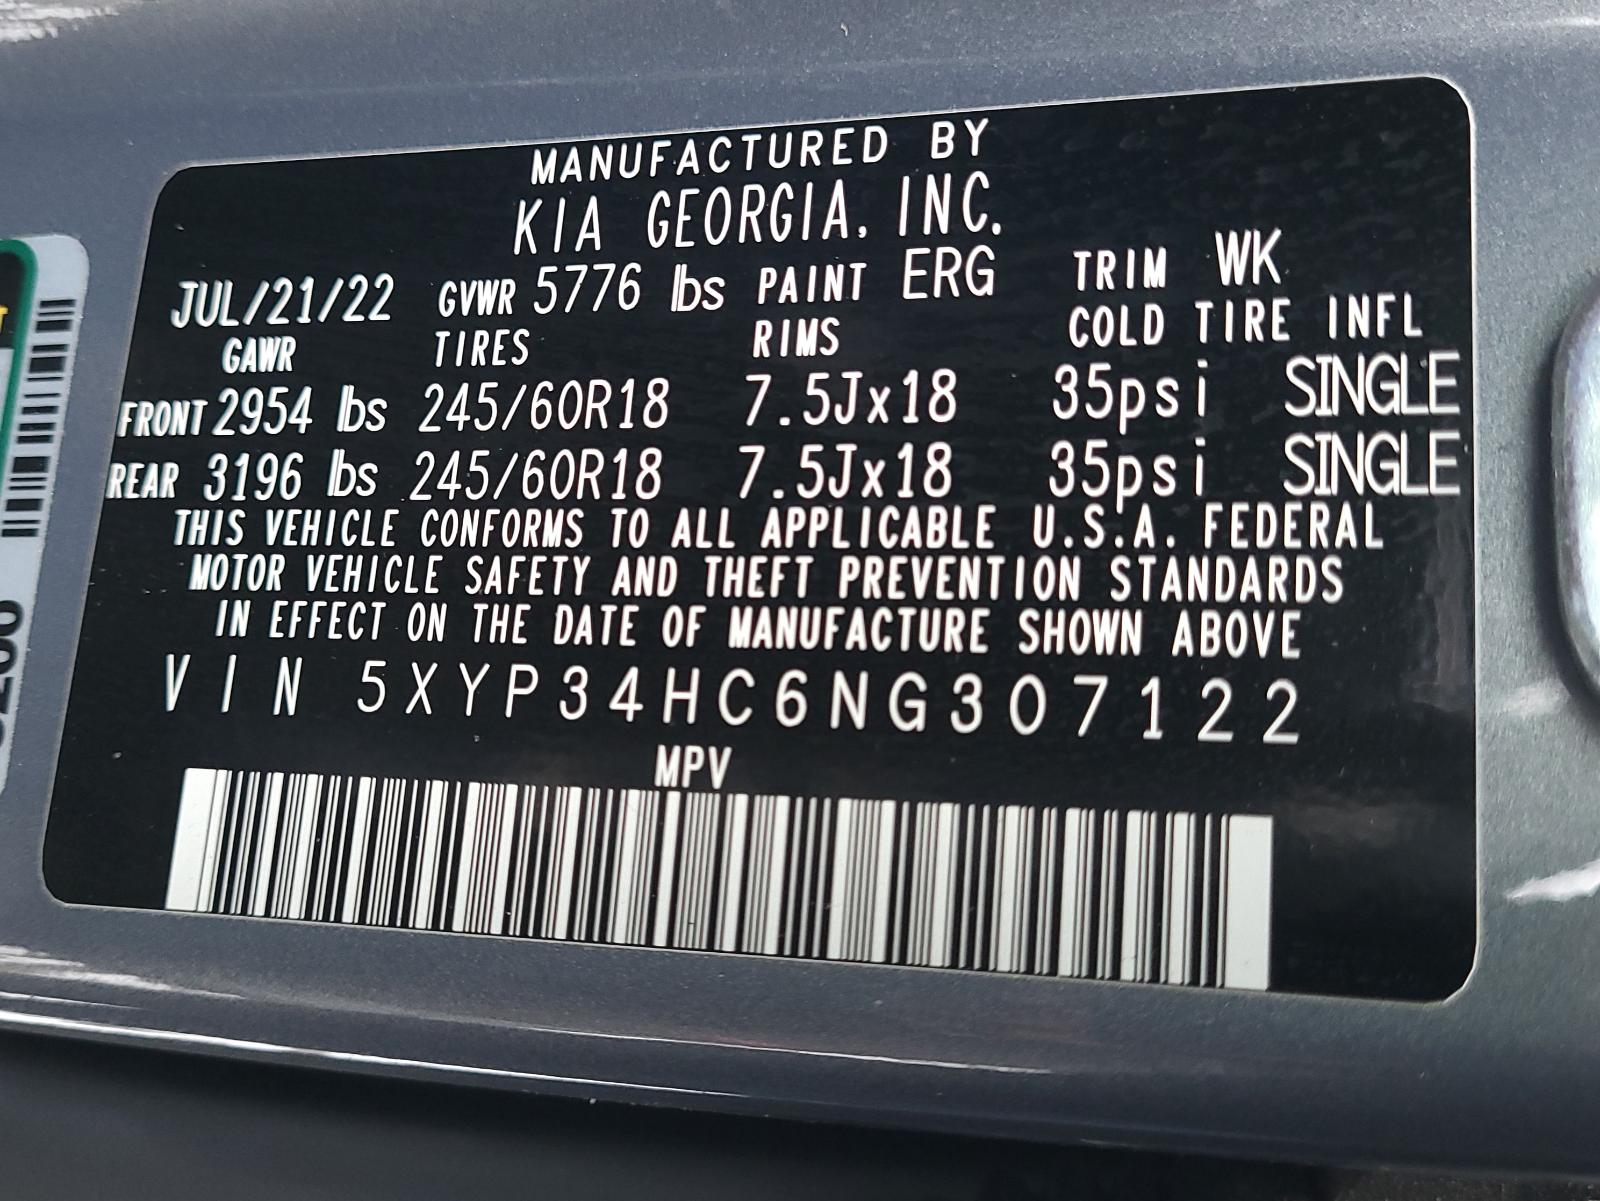 MANUFACTURED BY
KIA GEORGIA, INC.
JUL/21/22 GVWR 5776 lbs PAINT ERG TRIM WK
GAWR TIRES RIMS COLD TIRE INFL
FRONT 2954 lbs 245/60R18 7.5Jx18 35psi SINGLE
REAR 3196 lbs 245/60R18 7.5Jx18 35psi SINGLE
THIS VEHICLE CONFORMS TO ALL APPLICABLE U.S.A. FEDERAL
MOTOR VEHICLE SAFETY AND THEFT PREVENTION STANDARDS
IN EFFECT ON THE DATE OF MANUFACTURE SHOWN ABOVE
VIN 5XYP34HC6NG307122
MPV